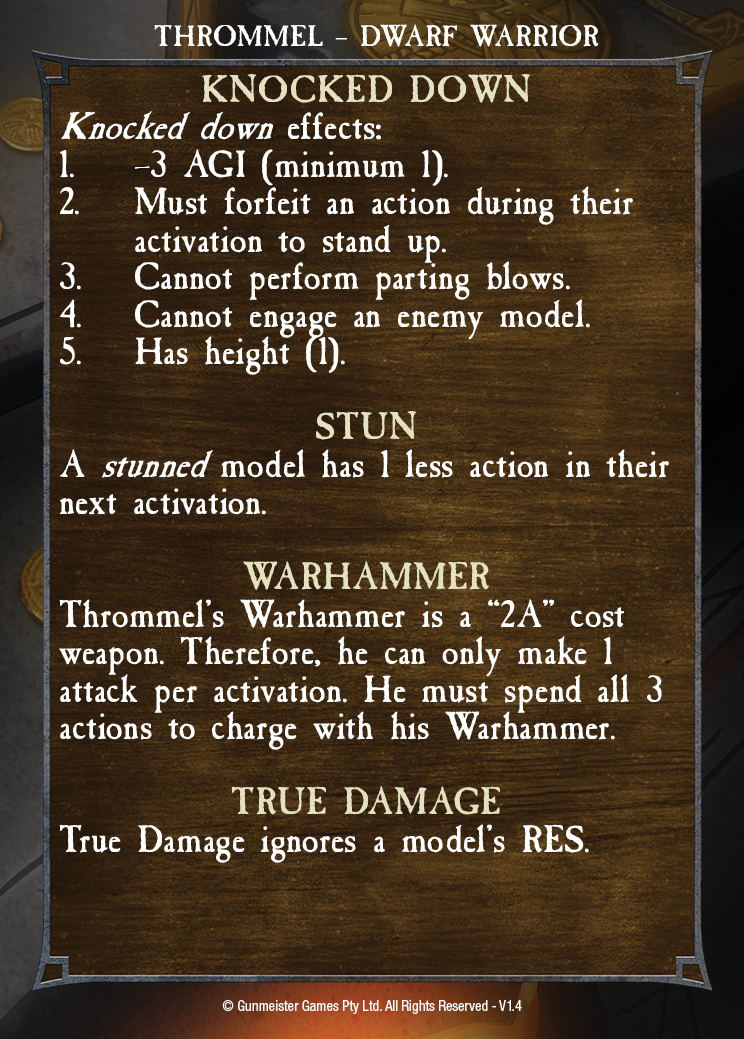 THROMMEL – DWARF WARRIOR
KNOCKED DOWN
Knocked down effects:
1. –3 AGI (minimum 1).
2. Must forfeit an action during their
activation to stand up.
3. Cannot perform parting blows.
4. Cannot engage an enemy model.
5. Has height (1).
STUN
A stunned model has 1 less action in their
next activation.
WARHAMMER
Thrommel's Warhammer is a “2A” cost
weapon. Therefore, he can only make 1
attack per activation. He must spend all 3
actions to charge with his Warhammer.
TRUE DAMAGE
True Damage ignores a model's RES.
© Gunmeister Games Pty Ltd. All Rights Reserved - V1.4